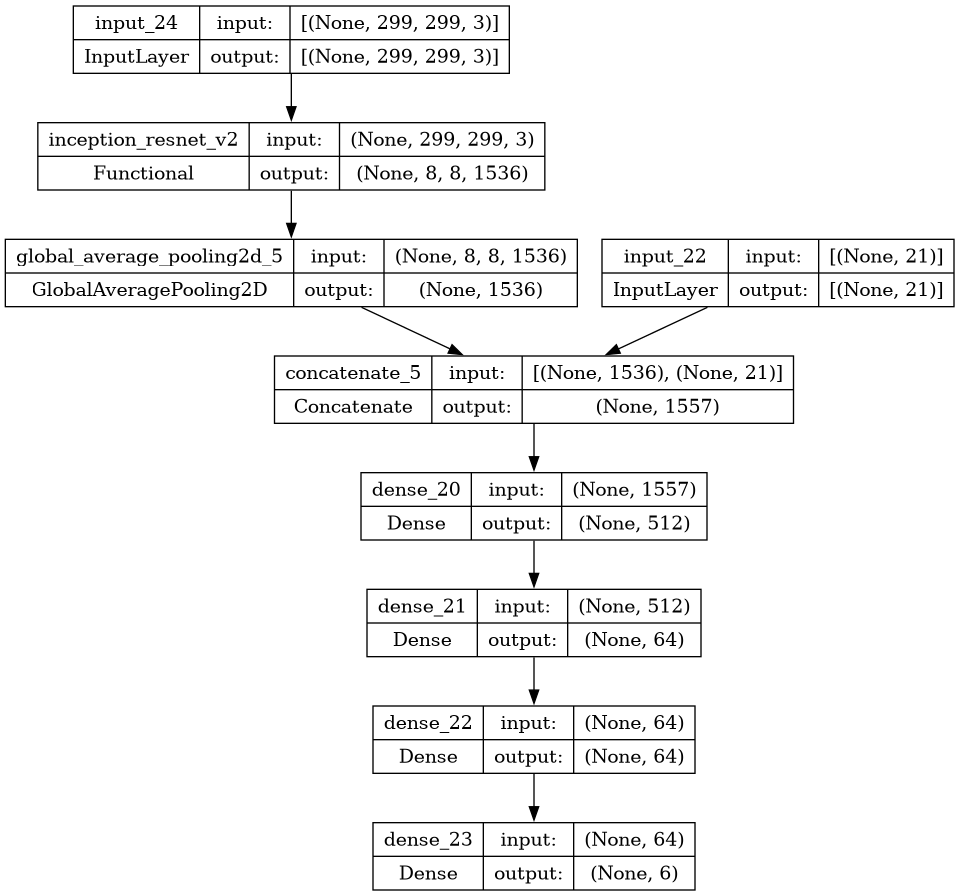 input_24 input: [(None, 299, 299, 3)]
InputLayer output: [(None, 299, 299, 3)]
inception_resnet_v2 input: (None, 299, 299, 3)
Functional output: (None, 8, 8, 1536)
global_average_pooling2d_5 input: (None, 8, 8, 1536)
GlobalAveragePooling2D output: (None, 1536)
input_22 input: [(None, 21)]
InputLayer output: [(None, 21)]
concatenate_5 input: [(None, 1536), (None, 21)]
Concatenate output: (None, 1557)
dense_20 input: (None, 1557)
Dense output: (None, 512)
dense_21 input: (None, 512)
Dense output: (None, 64)
dense_22 input: (None, 64)
Dense output: (None, 64)
dense_23 input: (None, 64)
Dense output: (None, 6)